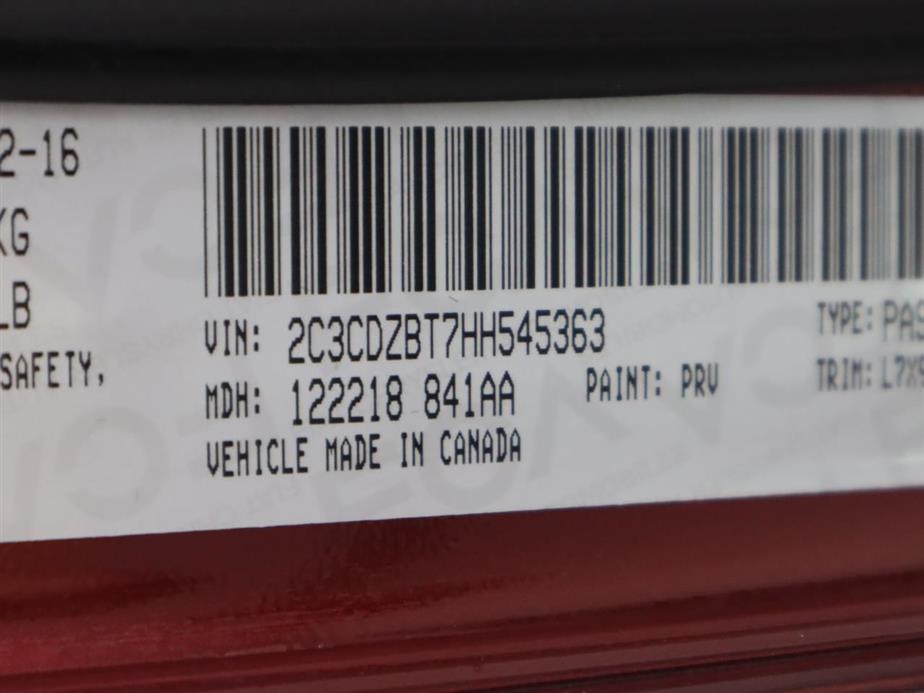 2-16
KG
LB
SAFETY,
VIN: 2C3CDZBT7HH545363
TYPE: PAS
MDH: 122218 841AA
PAINT: PRV
TRIM: L7X9
VEHICLE MADE IN CANADA